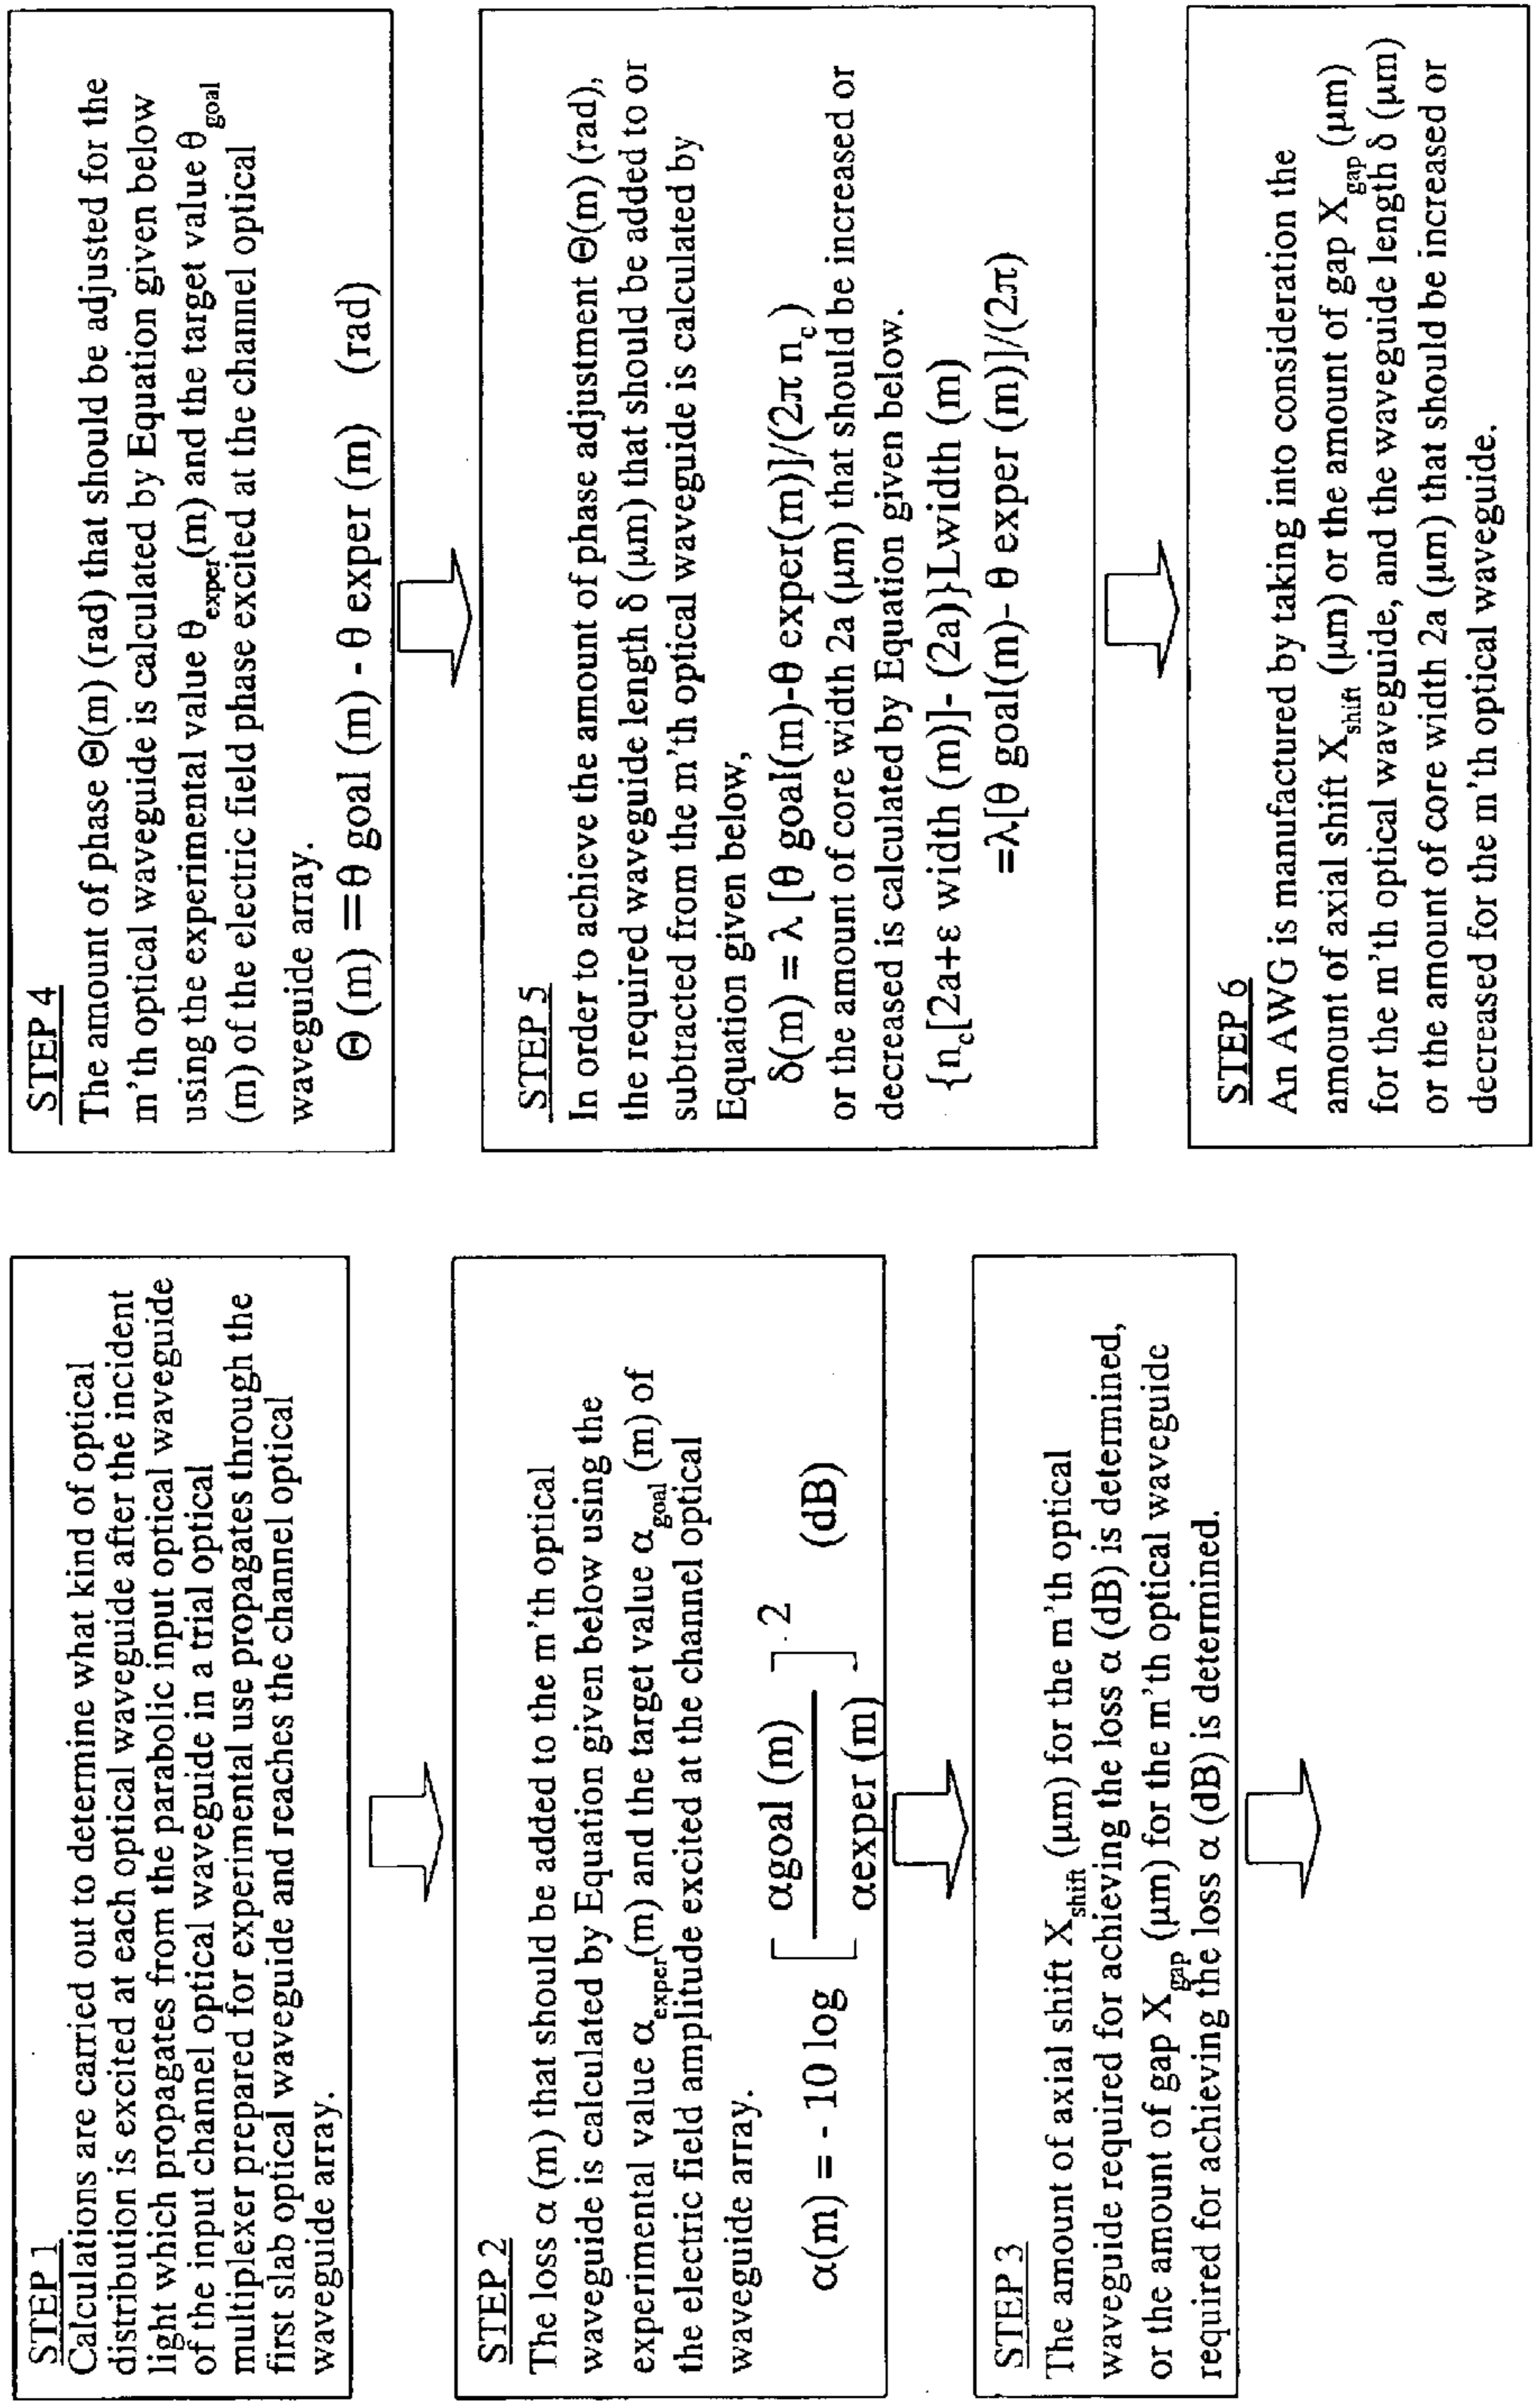 STEP 1
Calculations are carried out to determine what kind of optical
distribution is excited at each optical waveguide after the incident
light which propagates from the parabolic input optical waveguide
of the input channel optical waveguide in a trial optical
multiplexer prepared for experimental use propagates through the
first slab optical waveguide and reaches the channel optical
waveguide array.
STEP 2
The loss α (m) that should be added to the m'th optical
waveguide is calculated by Equation given below using the
experimental value α_exper(m) and the target value α_goal (m) of
the electric field amplitude excited at the channel optical
waveguide array.
α(m) = - 10 log [ αgoal (m) / αexper (m) ]² (dB)
STEP 3
The amount of axial shift X_shift (μm) for the m'th optical
waveguide required for achieving the loss α (dB) is determined,
or the amount of gap X_gap (μm) for the m'th optical waveguide
required for achieving the loss α (dB) is determined.
STEP 4
The amount of phase Θ(m) (rad) that should be adjusted for the
m'th optical waveguide is calculated by Equation given below
using the experimental value θ_exper(m) and the target value θ_goal
(m) of the electric field phase excited at the channel optical
waveguide array.
Θ (m) = θ goal (m) - θ exper (m) (rad)
STEP 5
In order to achieve the amount of phase adjustment Θ(m) (rad),
the required waveguide length δ (μm) that should be added to or
subtracted from the m'th optical waveguide is calculated by
Equation given below,
δ(m) = λ [θ goal(m)-θ exper(m)]/(2π n_c)
or the amount of core width 2a (μm) that should be increased or
decreased is calculated by Equation given below.
{n_c[2a+ε width (m)]- (2a)}Lwidth (m)
=λ[θ goal(m)- θ exper (m)]/(2π)
STEP 6
An AWG is manufactured by taking into consideration the
amount of axial shift X_shift (μm) or the amount of gap X_gap (μm)
for the m'th optical waveguide, and the waveguide length δ (μm)
or the amount of core width 2a (μm) that should be increased or
decreased for the m'th optical waveguide.